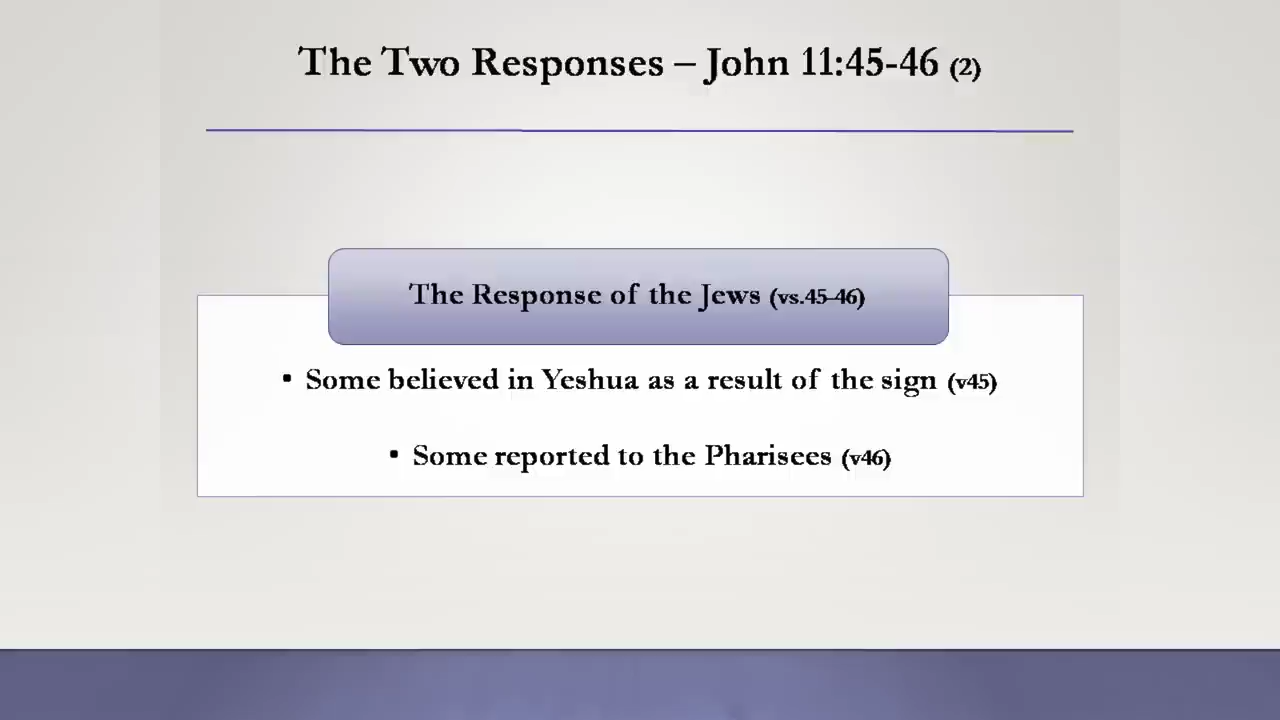 The Two Responses – John 11:45-46 (2)
The Response of the Jews (vs.45-46)
▪ Some believed in Yeshua as a result of the sign (v45)
▪ Some reported to the Pharisees (v46)